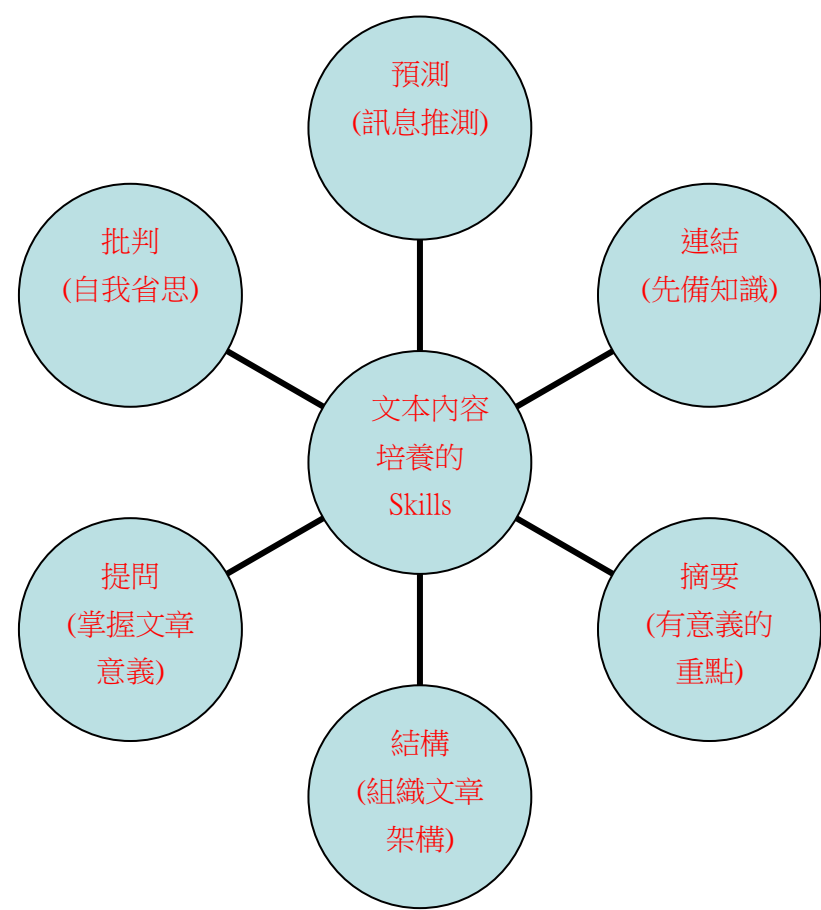 預測
(訊息推測)
連結
(先備知識)
摘要
(有意義的
重點)
結構
(組織文章
架構)
提問
(掌握文章
意義)
批判
(自我省思)
文本內容
培養的
Skills